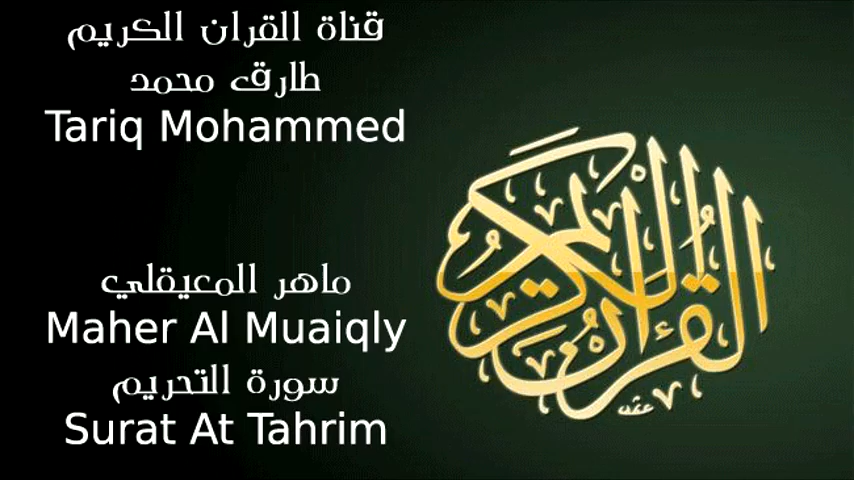 قناة القران الكريم
طارق محمد
Tariq Mohammed
ماهر المعيقلي
Maher Al Muaiqly
سورة التحريم
Surat At Tahrim
القرآن الكريم